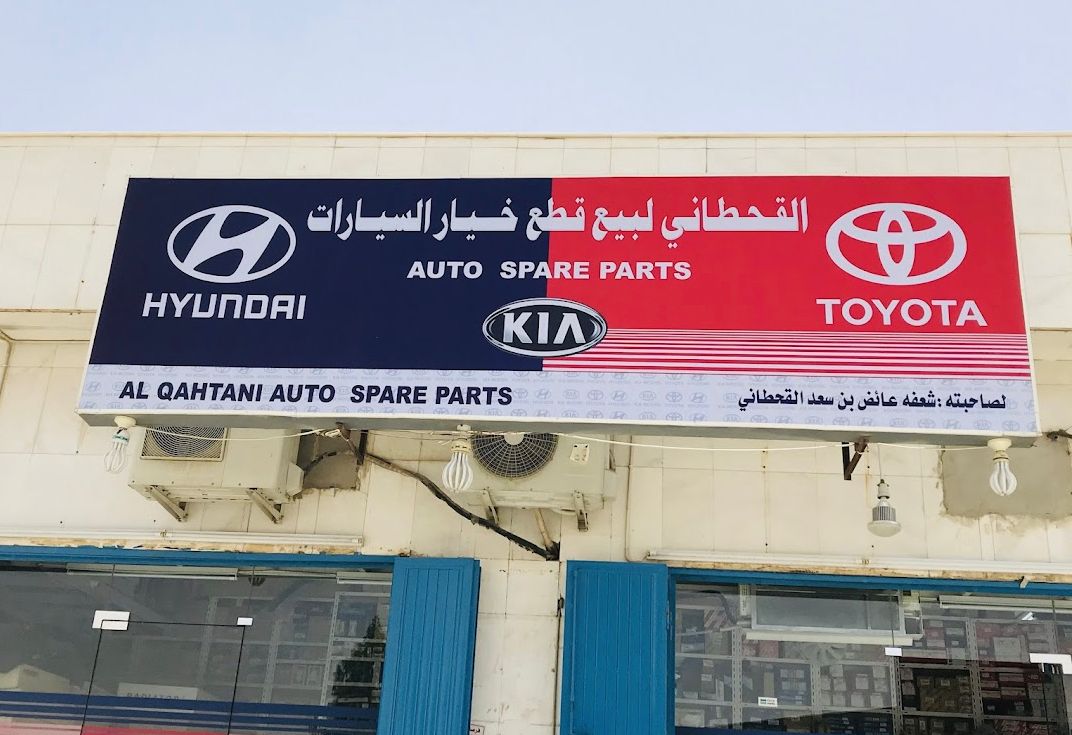 القحطاني لبيع قطع خيار السيارات
AUTO SPARE PARTS
HYUNDAI
KIA
TOYOTA
AL QAHTANI AUTO SPARE PARTS
لصاحبته : شعفه عائض بن سعد القحطاني